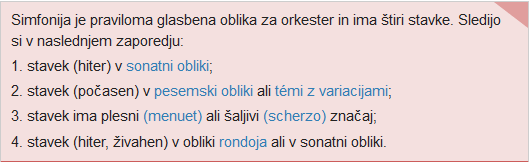 Simfonija je praviloma glasbena oblika za orkester in ima štiri stavke. Sledijo
si v naslednjem zaporedju:
1. stavek (hiter) v sonatni obliki;
2. stavek (počasen) v pesemski obliki ali témi z variacijami;
3. stavek ima plesni (menuet) ali šaljivi (scherzo) značaj;
4. stavek (hiter, živahen) v obliki rondoja ali v sonatni obliki.